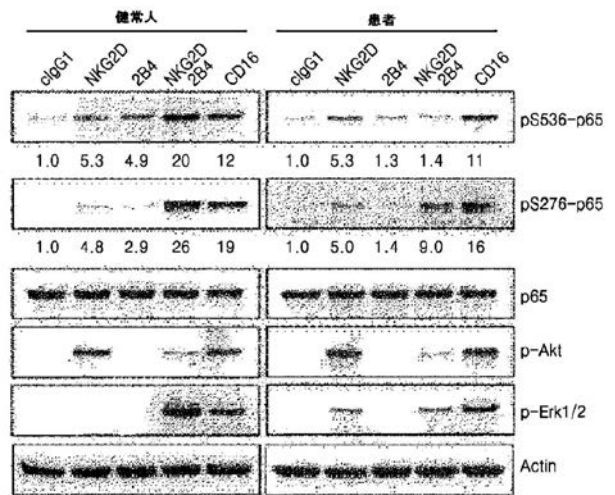 健常人 患者
cIgG1 NKG2D 2B4 NKG2D 2B4 CD16 cIgG1 NKG2D 2B4 NKG2D 2B4 CD16
pS536-p65
1.0 5.3 4.9 20 12 1.0 5.3 1.3 1.4 11
pS276-p65
1.0 4.8 2.9 26 19 1.0 5.0 1.4 9.0 16
p65
p-Akt
p-Erk1/2
Actin